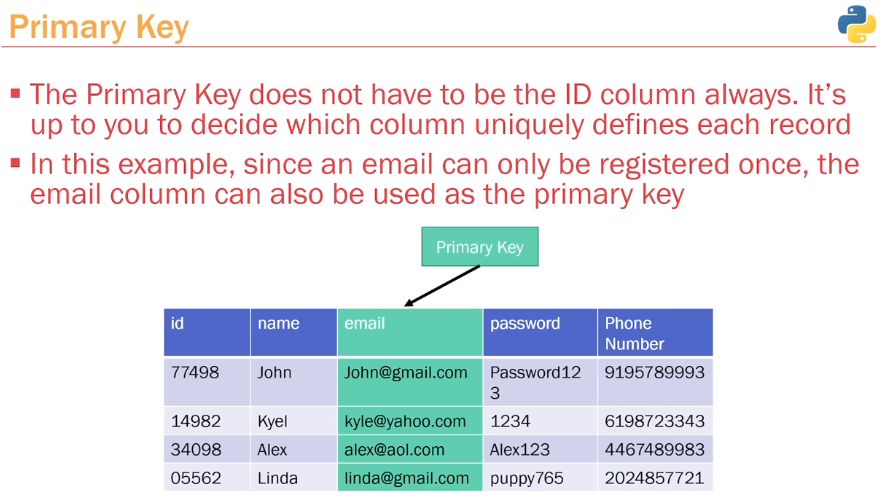 Primary Key
▪ The Primary Key does not have to be the ID column always. It's
up to you to decide which column uniquely defines each record
▪ In this example, since an email can only be registered once, the
email column can also be used as the primary key
Primary Key
id name email password Phone
Number
77498 John John@gmail.com Password12 9195789993
3
14982 Kyel kyle@yahoo.com 1234 6198723343
34098 Alex alex@aol.com Alex123 4467489983
05562 Linda linda@gmail.com puppy765 2024857721